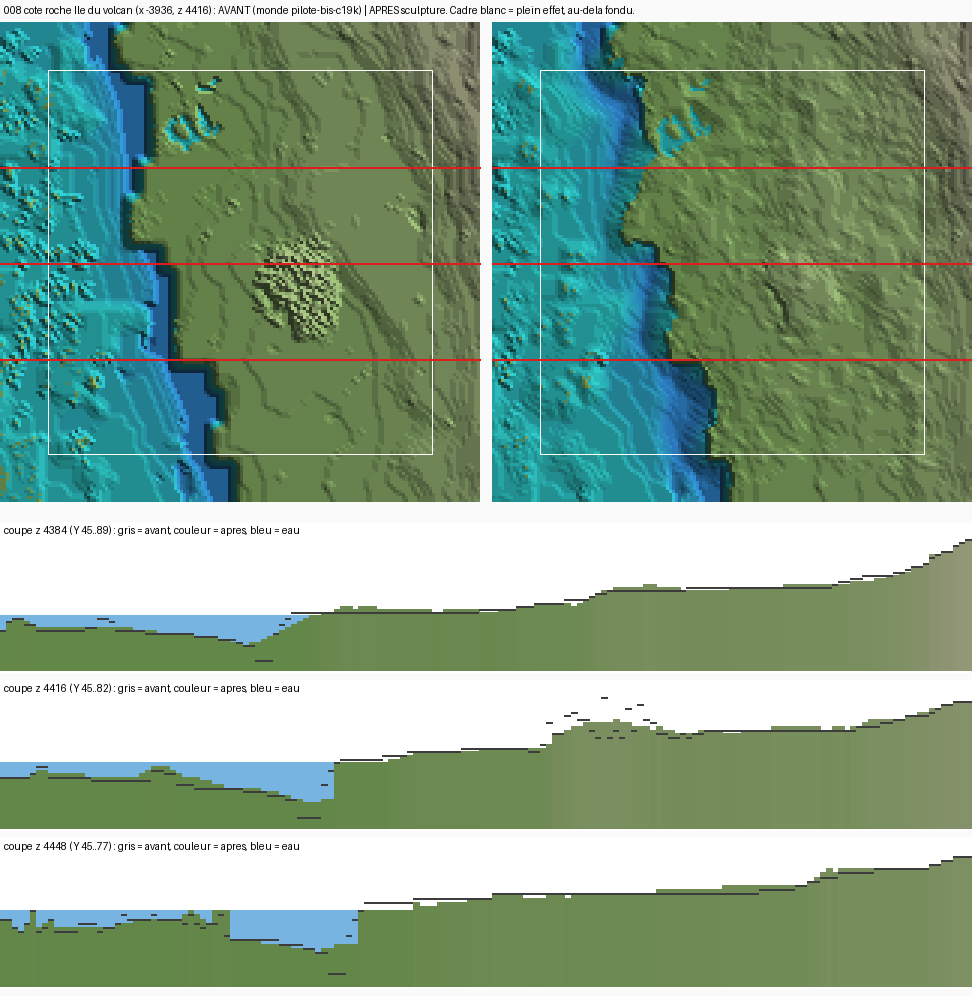 008 cote roche Ile du volcan (x -3936, z 4416) : AVANT (monde pilote-bis-c19k) | APRES sculpture. Cadre blanc = plein effet, au-dela fondu.
coupe z 4384 (Y 45..89) : gris = avant, couleur = apres, bleu = eau
coupe z 4416 (Y 45..82) : gris = avant, couleur = apres, bleu = eau
coupe z 4448 (Y 45..77) : gris = avant, couleur = apres, bleu = eau